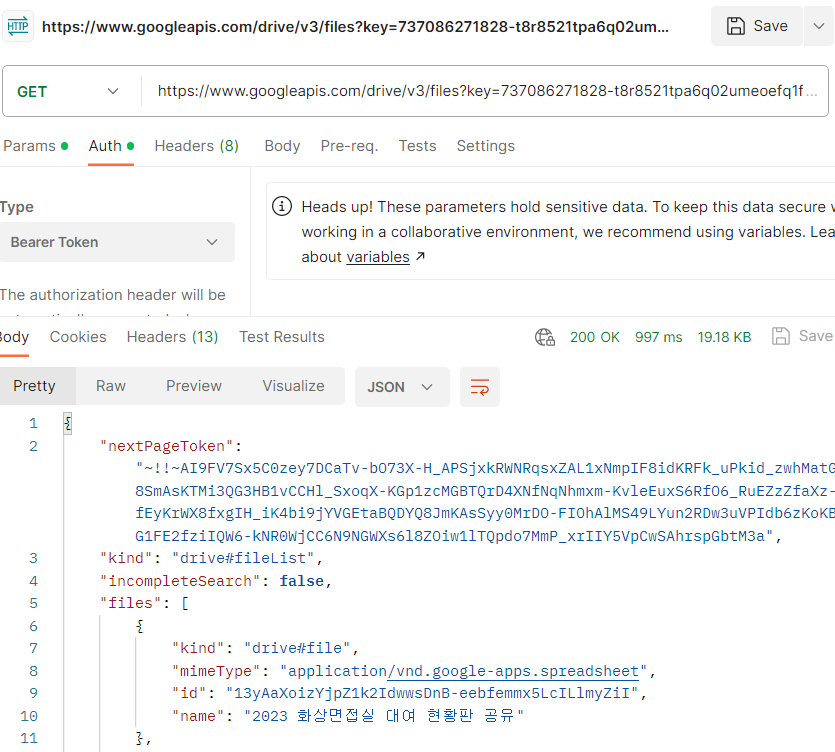 HTTP https://www.googleapis.com/drive/v3/files?key=737086271828-t8r8521tpa6q02um... Save
GET https://www.googleapis.com/drive/v3/files?key=737086271828-t8r8521tpa6q02umeoefq1f...
Params Auth Headers (8) Body Pre-req. Tests Settings
Type
Bearer Token
The authorization header will be
Heads up! These parameters hold sensitive data. To keep this data secure
working in a collaborative environment, we recommend using variables. Lea
about variables ↗
Body Cookies Headers (13) Test Results 200 OK 997 ms 19.18 KB Save
Pretty Raw Preview Visualize JSON
1 {
2 "nextPageToken":
"~!!~AI9FV7Sx5C0zey7DCaTv-bO73X-H_APSjxkRWNRqsxZAL1xNmpIF8idKRFk_uPkid_zwhMatG
8SmAsKTMi3QG3HB1vCCHl_SxoqX-KGp1zcMGBTQrD4XNfNqNhmxm-KvleEuxS6RfO6_RuEZzZfaXz-
fEyKrWX8fxgIH_iK4bi9jYVGEtaBQDYQ8JmKAsSyy0MrDO-FIOhAlMS49LYun2RDw3uVPIdb6zKoKB
G1FE2fziIQW6-kNR0WjCC6N9NGWXs6l8ZOiw1lTQpdo7MmP_xrIIY5VpCwSAhrspGbtM3a",
3 "kind": "drive#fileList",
4 "incompleteSearch": false,
5 "files": [
6 {
7 "kind": "drive#file",
8 "mimeType": "application/vnd.google-apps.spreadsheet",
9 "id": "13yAaXoizYjpZ1k2IdwwsDnB-eebfemmx5LcILlmyZiI",
10 "name": "2023 화상면접실 대여 현황판 공유"
11 },